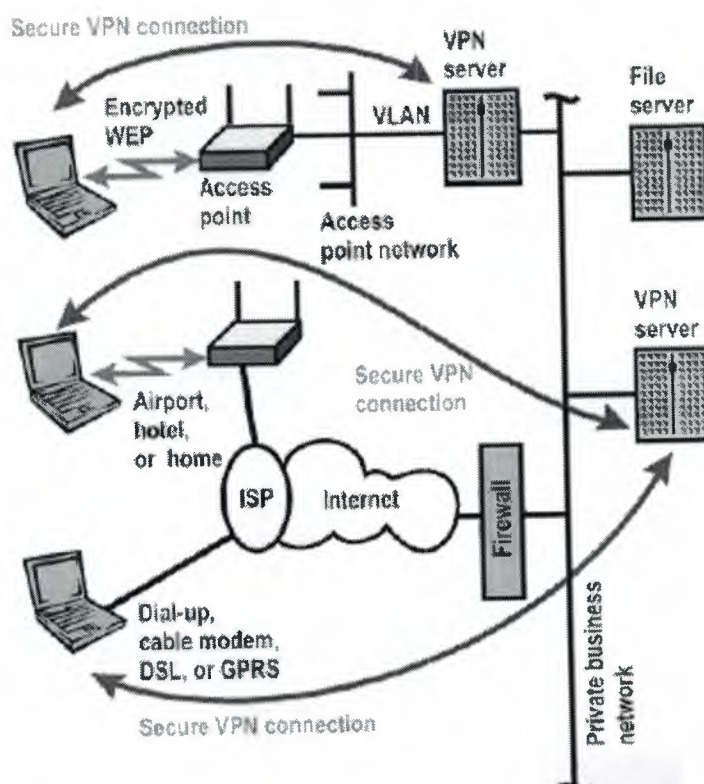 Secure VPN connection
VPN
server
File
server
Encrypted
WEP
VLAN
Access
point
Access
point network
VPN
server
Secure VPN
connection
Airport,
hotel,
or home
ISP
Internet
Firewall
Dial-up,
cable modem,
DSL, or GPRS
Private business
network
Secure VPN connection